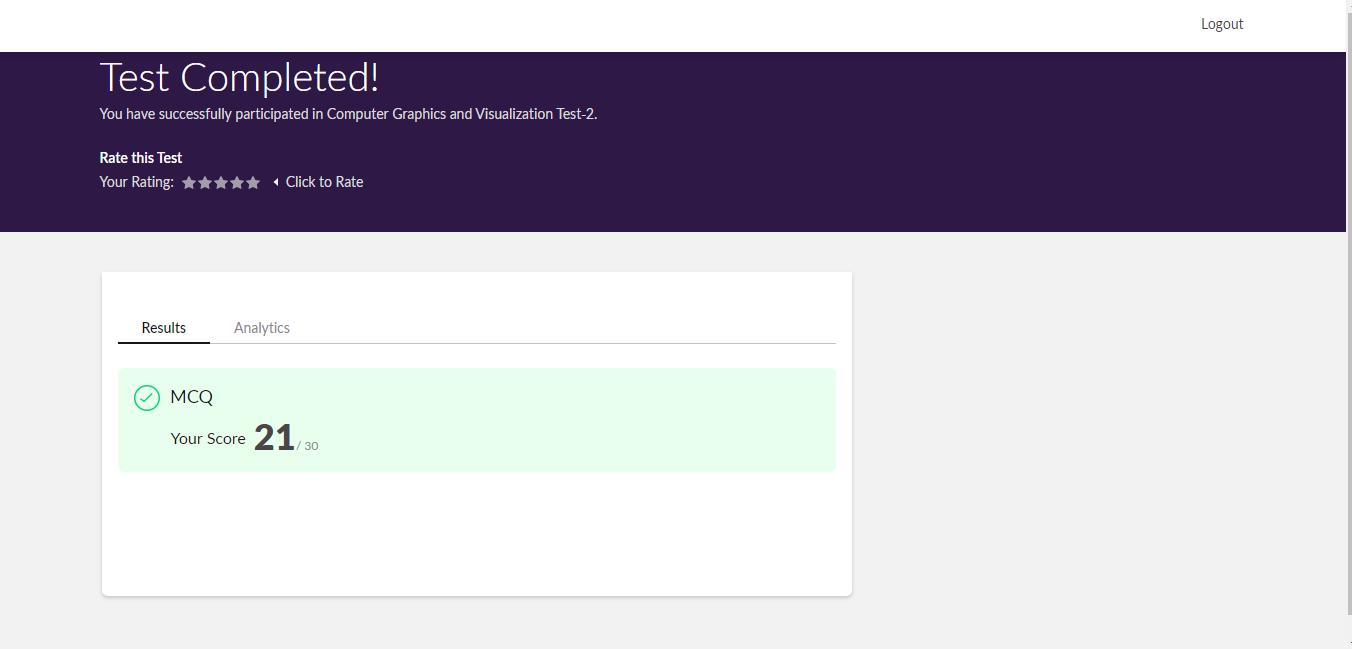 Logout
Test Completed!
You have successfully participated in Computer Graphics and Visualization Test-2.
Rate this Test
Your Rating: Click to Rate
Results Analytics
MCQ
Your Score 21 / 30